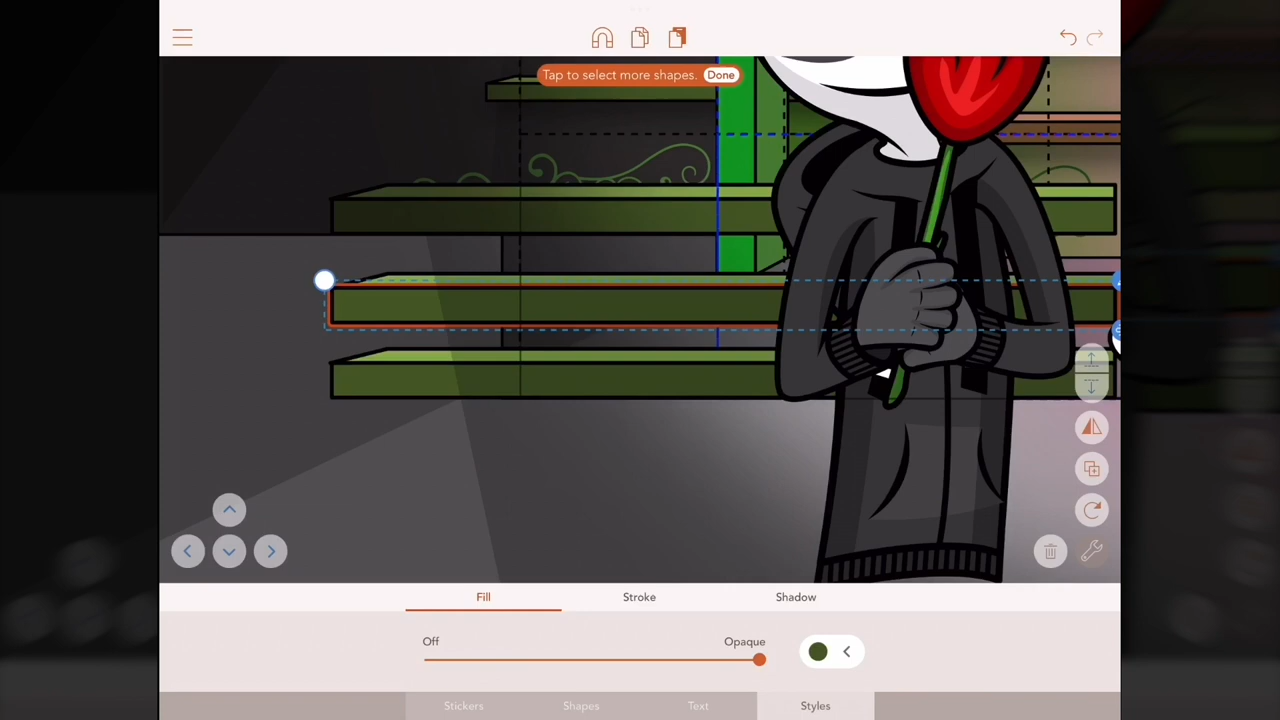 Tap to select more shapes. Done
Fill Stroke Shadow
Off Opaque
Stickers Shapes Text Styles